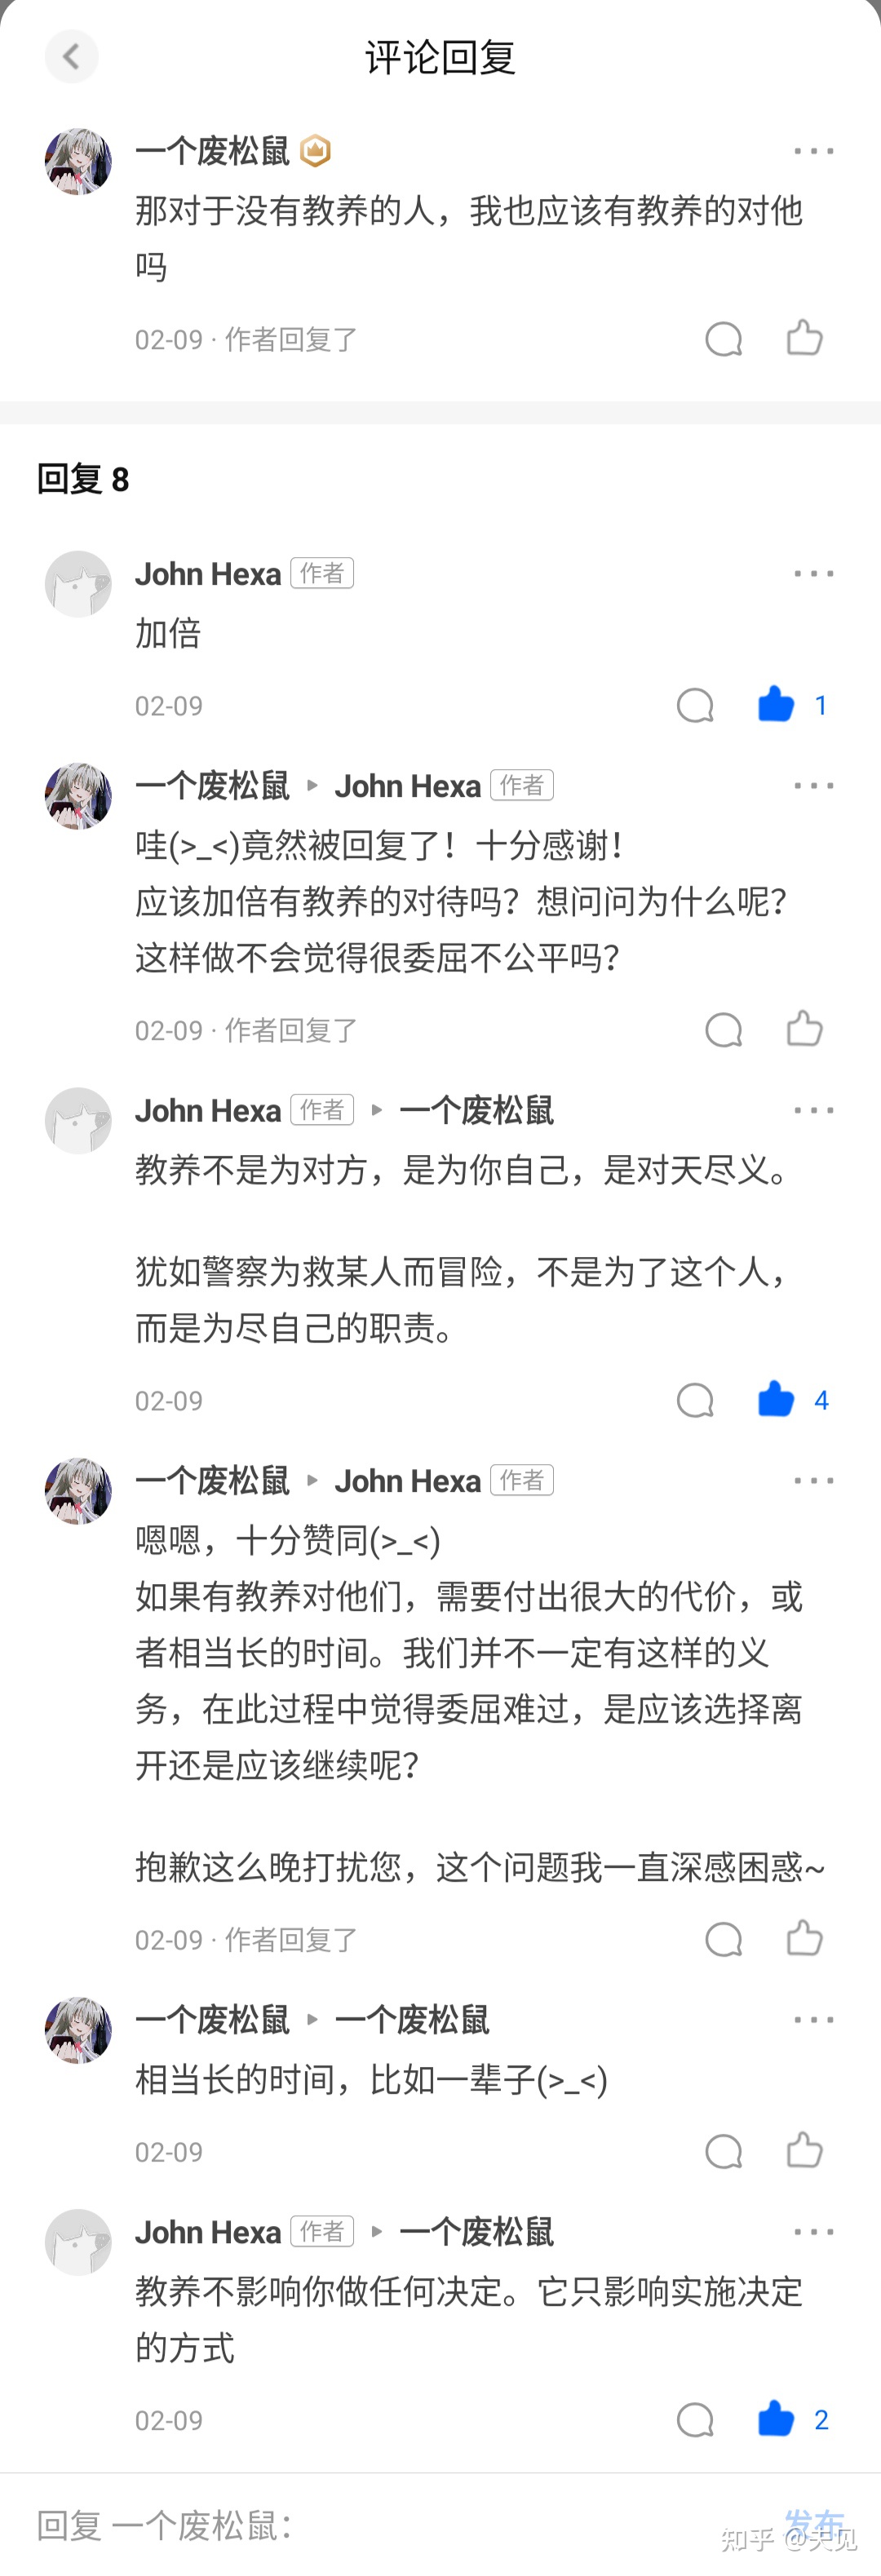 评论回复
一个废松鼠
那对于没有教养的人，我也应该有教养的对他
吗
02-09 · 作者回复了
回复 8
John Hexa 作者
加倍
02-09
1
一个废松鼠 ▸ John Hexa 作者
哇(>_<)竟然被回复了！十分感谢！
应该加倍有教养的对待吗？想问问为什么呢？
这样做不会觉得很委屈不公平吗？
02-09 · 作者回复了
John Hexa 作者 ▸ 一个废松鼠
教养不是为对方，是为你自己，是对天尽义。
犹如警察为救某人而冒险，不是为了这个人，
而是为尽自己的职责。
02-09
4
一个废松鼠 ▸ John Hexa 作者
嗯嗯，十分赞同(>_<)
如果有教养对他们，需要付出很大的代价，或
者相当长的时间。我们并不一定有这样的义
务，在此过程中觉得委屈难过，是应该选择离
开还是应该继续呢？
抱歉这么晚打扰您，这个问题我一直深感困惑~
02-09 · 作者回复了
一个废松鼠 ▸ 一个废松鼠
相当长的时间，比如一辈子(>_<)
02-09
John Hexa 作者 ▸ 一个废松鼠
教养不影响你做任何决定。它只影响实施决定
的方式
02-09
2
回复 一个废松鼠：
发布
知乎 @天见